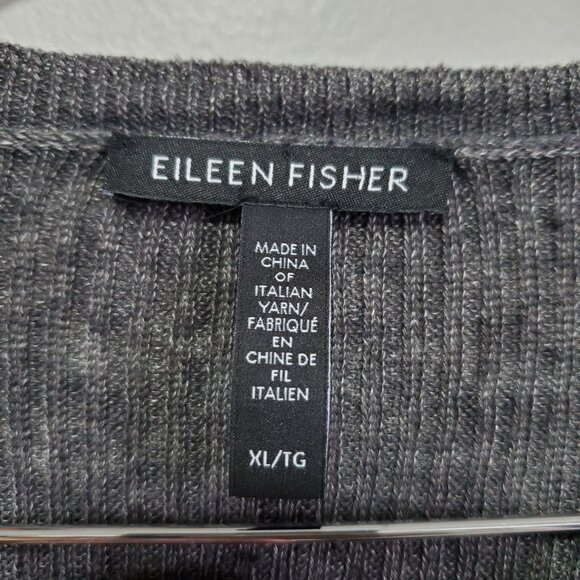 EILEEN FISHER
MADE IN
CHINA
OF
ITALIAN
YARN/
FABRIQUÉ
EN
CHINE DE
FIL
ITALIEN
XL/TG